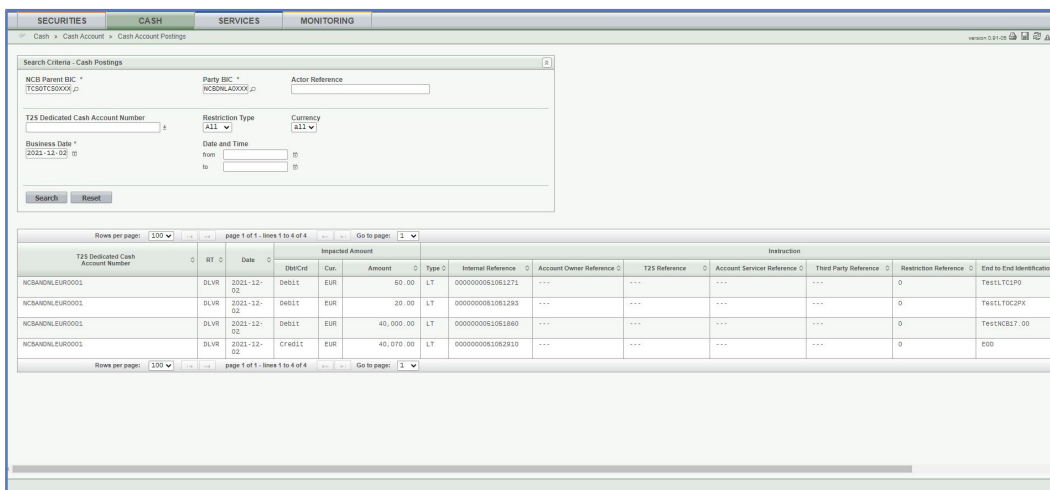 SECURITIES CASH SERVICES MONITORING
Cash > Cash Account > Cash Account Postings version 0.91-05
Search Criteria - Cash Postings
NCB Parent BIC * Party BIC * Actor Reference
TCSOTCS0XXX NCBDNLA0XXX
T2S Dedicated Cash Account Number Restriction Type Currency
All all
Business Date * Date and Time
2021-12-02 from
to
Search Reset
Rows per page: 100 page 1 of 1 - lines 1 to 4 of 4 Go to page: 1
T2S Dedicated Cash Account Number RT Date Impacted Amount Instruction
Dbt/Crd Cur. Amount Type Internal Reference Account Owner Reference T2S Reference Account Servicer Reference Third Party Reference Restriction Reference End to End Identification
NCBANDNLEUR0001 DLVR 2021-12-02 Debit EUR 50.00 LT 0000000051051271 --- --- --- --- 0 TestLTC1P0
NCBANDNLEUR0001 DLVR 2021-12-02 Debit EUR 20.00 LT 0000000051051293 --- --- --- --- 0 TestLTOC2PX
NCBANDNLEUR0001 DLVR 2021-12-02 Debit EUR 40,000.00 LT 0000000051051860 --- --- --- --- 0 TestNCB17.00
NCBANDNLEUR0001 DLVR 2021-12-02 Credit EUR 40,070.00 LT 0000000051052910 --- --- --- --- 0 E00
Rows per page: 100 page 1 of 1 - lines 1 to 4 of 4 Go to page: 1